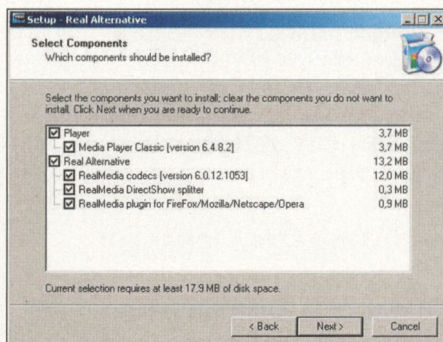 Setup - Real Alternative
Select Components
Which components should be installed?
Select the components you want to install; clear the components you do not want to
install. Click Next when you are ready to continue.
Player 3,7 MB
Media Player Classic [version 6.4.8.2] 3,7 MB
Real Alternative 13,2 MB
RealMedia codecs [version 6.0.12.1053] 12,0 MB
RealMedia DirectShow splitter 0,3 MB
RealMedia plugin for FireFox/Mozilla/Netscape/Opera 0,9 MB
Current selection requires at least 17,9 MB of disk space.
< Back Next > Cancel